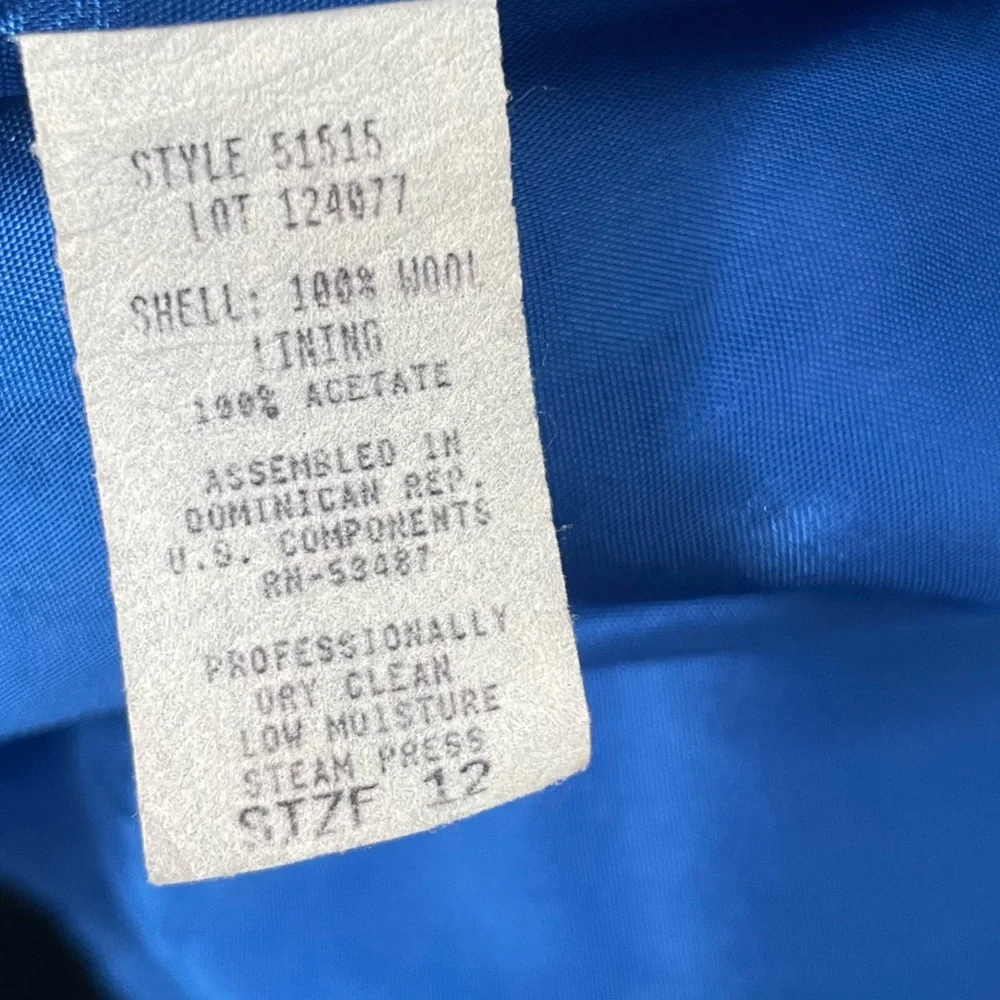 STYLE 51515
LOT 124077
SHELL: 100% WOOL
LINING
100% ACETATE
ASSEMBLED IN
DOMINICAN REP.
U.S. COMPONENTS
RN-53487
PROFESSIONALLY
DRY CLEAN
LOW MOISTURE
STEAM PRESS
SIZE 12